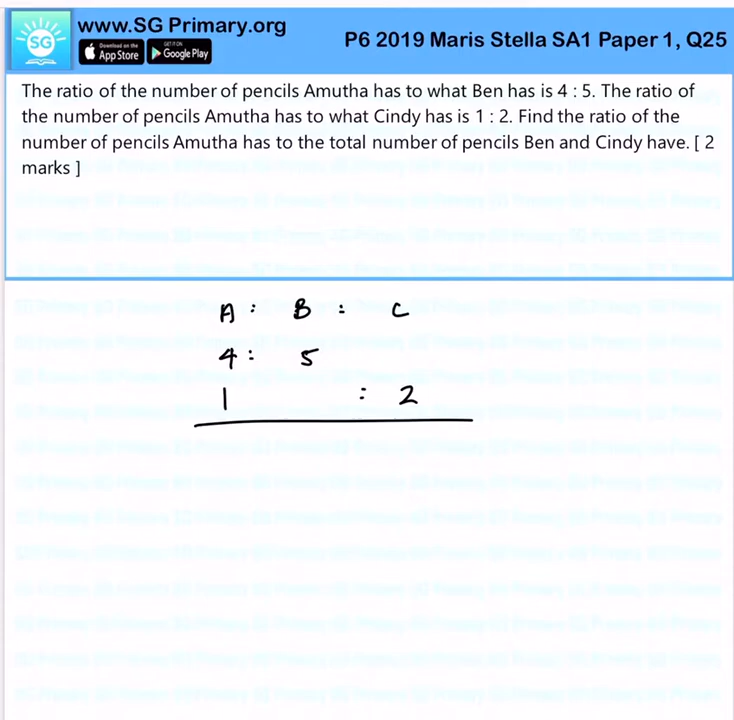 www.SG Primary.org
SG
Download on the
App Store
GET IT ON
Google Play
P6 2019 Maris Stella SA1 Paper 1, Q25
The ratio of the number of pencils Amutha has to what Ben has is 4 : 5. The ratio of
the number of pencils Amutha has to what Cindy has is 1 : 2. Find the ratio of the
number of pencils Amutha has to the total number of pencils Ben and Cindy have. [ 2
marks ]
A : B : C
4 : 5
1 : 2